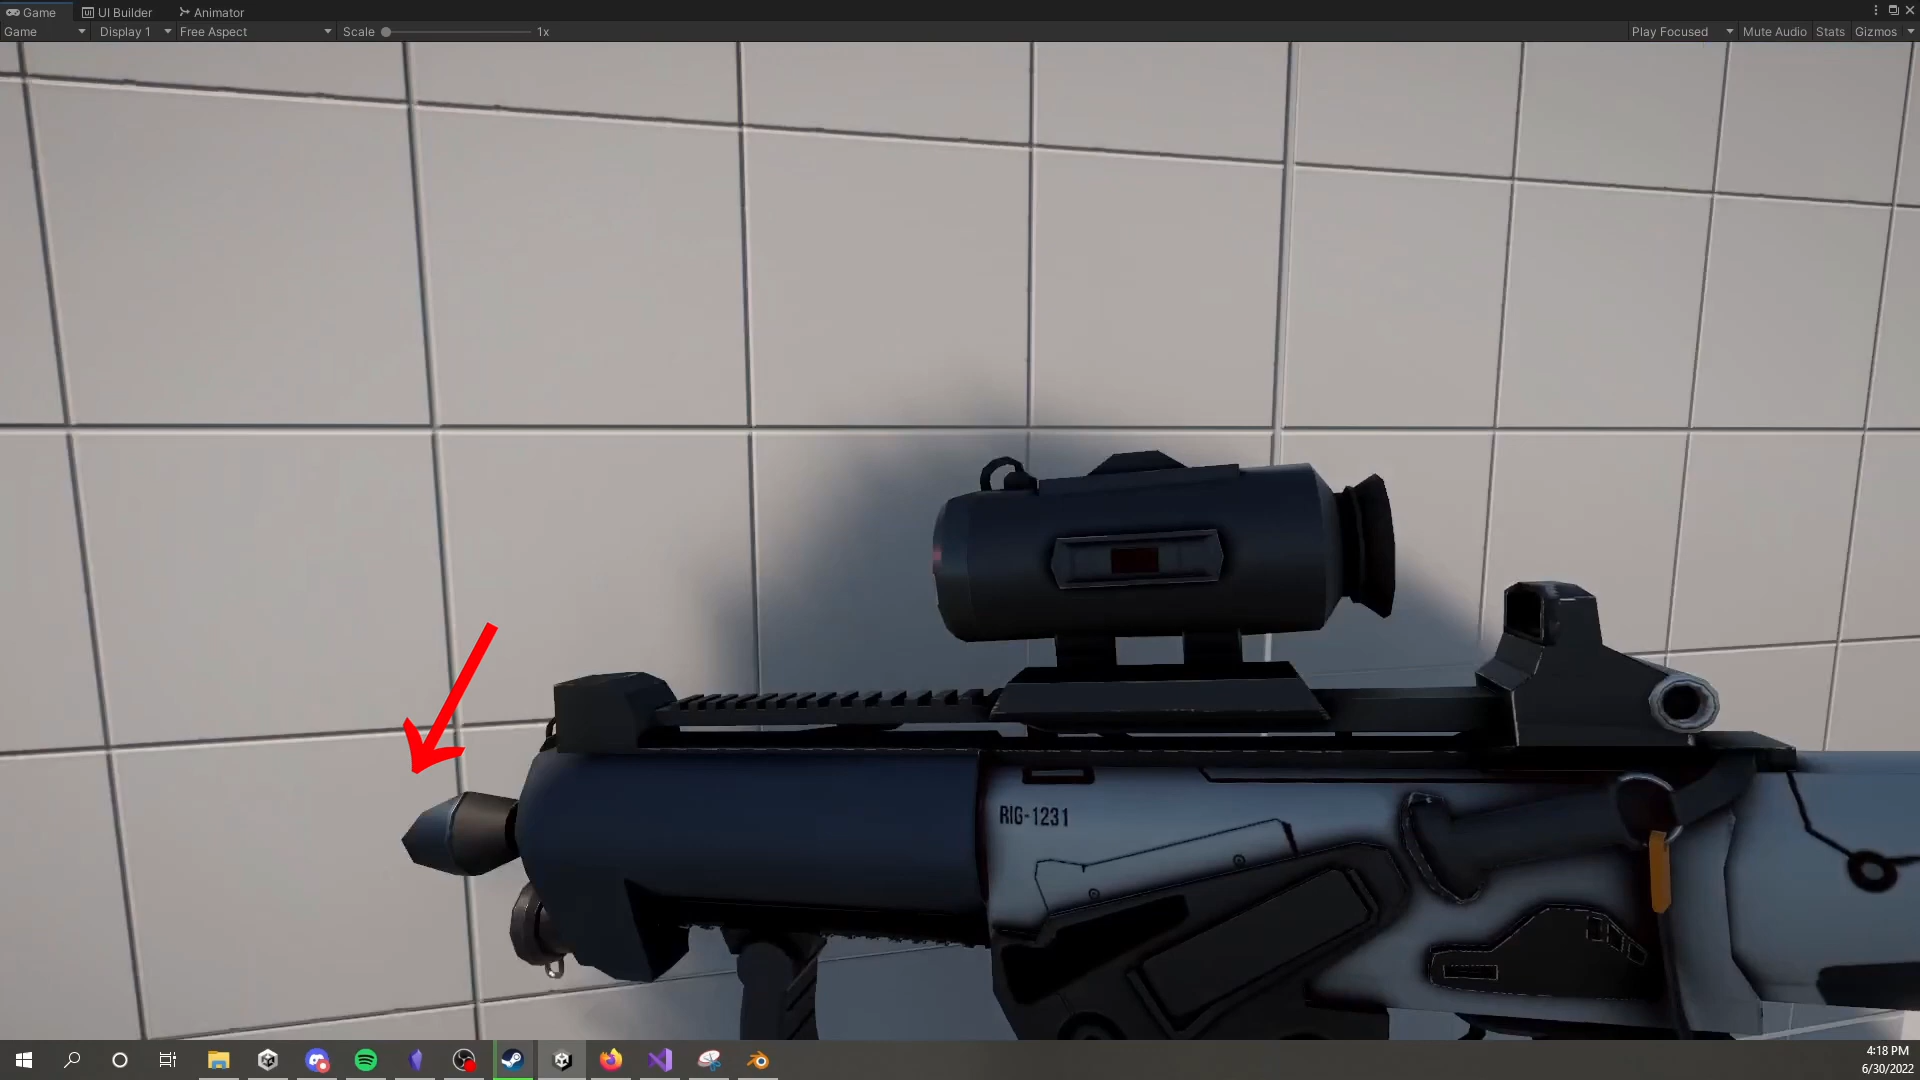 Game
UI Builder
Animator
Game
Display 1
Free Aspect
Scale
1x
Play Focused
Mute Audio
Stats
Gizmos
RIG-1231
4:18 PM
6/30/2022